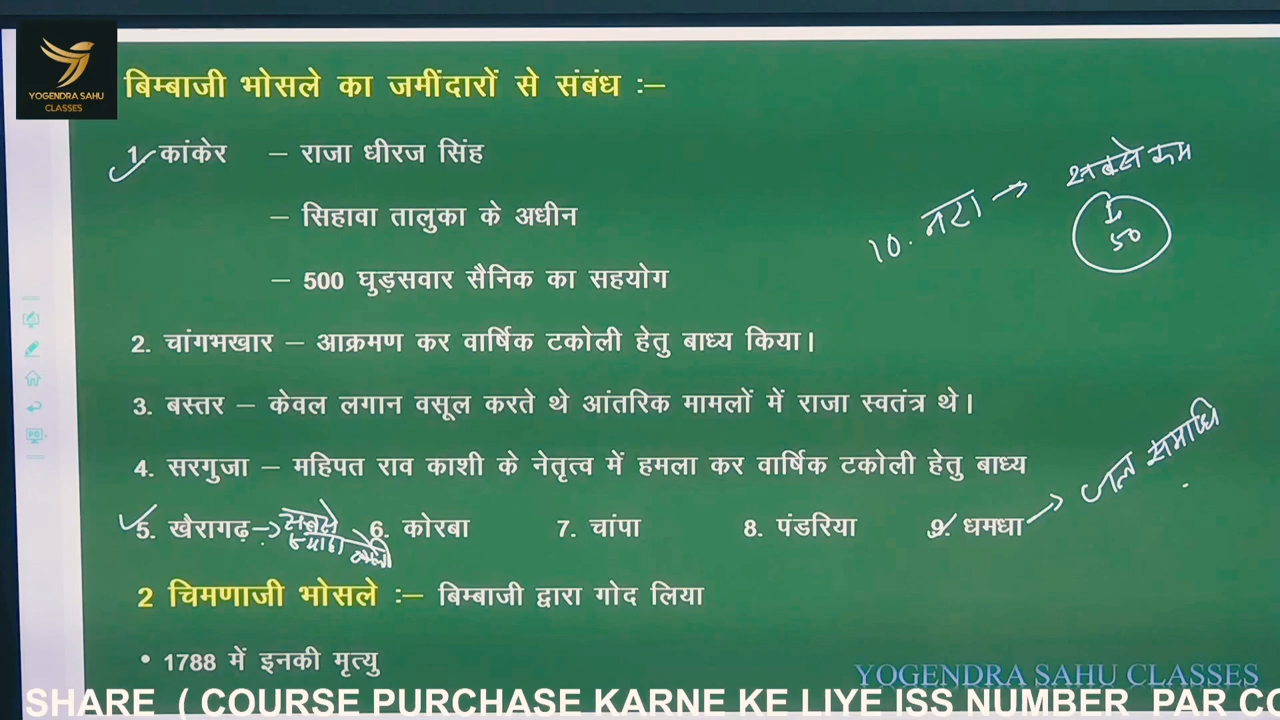 YOGENDRA SAHU
CLASSES
बिम्बाजी भोसले का जमींदारों से संबंध :–
1. कांकेर – राजा धीरज सिंह
– सिहावा तालुका के अधीन
– 500 घुड़सवार सैनिक का सहयोग
10. नरा → सबसे कम
50
2. चांगभखार – आक्रमण कर वार्षिक टकोली हेतु बाध्य किया।
3. बस्तर – केवल लगान वसूल करते थे आंतरिक मामलों में राजा स्वतंत्र थे।
4. सरगुजा – महिपत राव काशी के नेतृत्व में हमला कर वार्षिक टकोली हेतु बाध्य
5. खैरागढ़ → सबसे ज्यादा 6. कोरबा 7. चांपा 8. पंडरिया 9. धमधा → जल समाधि
2 चिमणाजी भोसले :– बिम्बाजी द्वारा गोद लिया
• 1788 में इनकी मृत्यु
YOGENDRA SAHU CLASSES
SHARE ( COURSE PURCHASE KARNE KE LIYE ISS NUMBER PAR CO